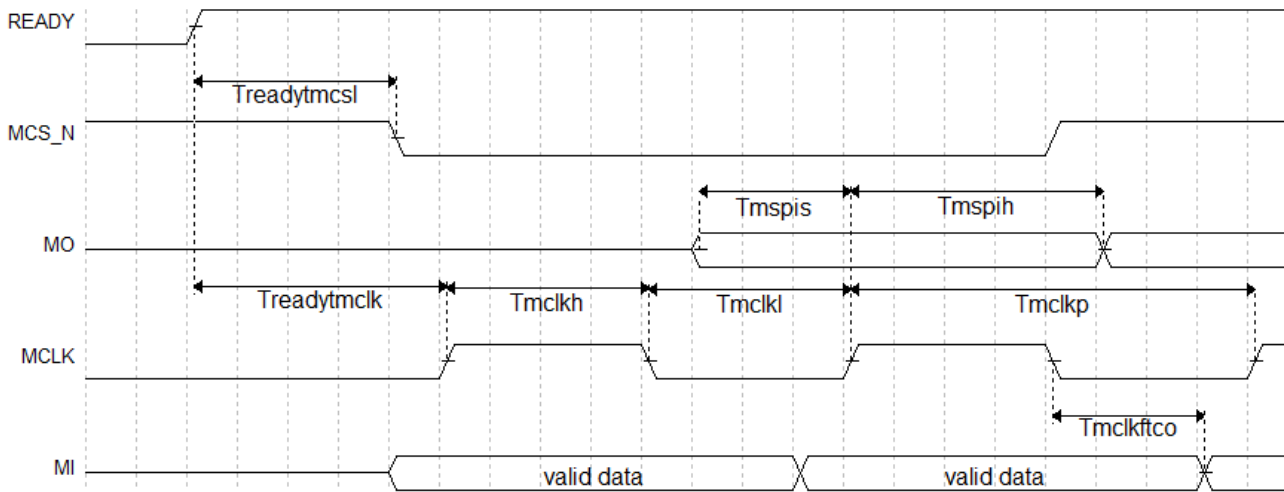 READY
Treadytmcsl
MCS_N
Tmspis Tmspih
MO
Treadytmclk Tmclkh Tmclkl Tmclkp
MCLK
Tmclkftco
MI valid data valid data